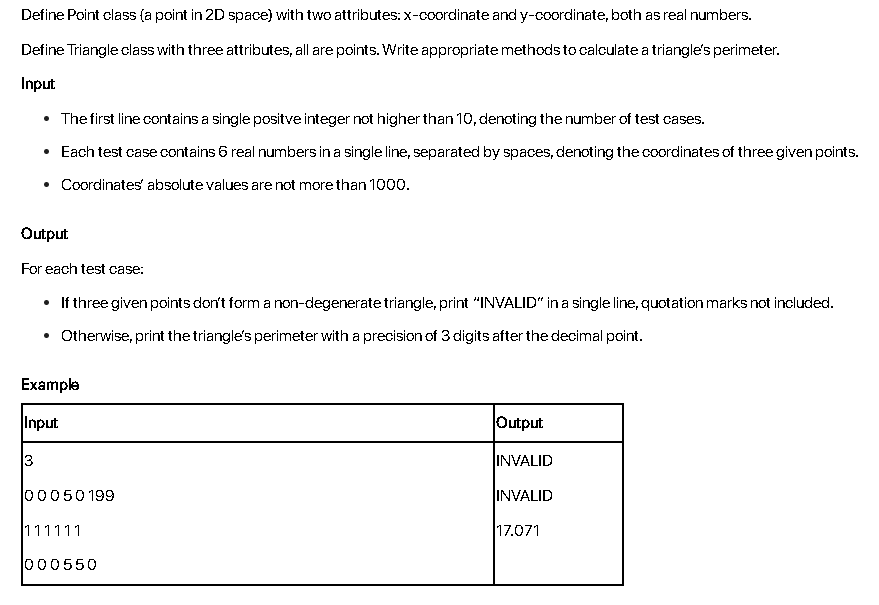 Define Point class (a point in 2D space) with two attributes: x-coordinate and y-coordinate, both as real numbers.
Define Triangle class with three attributes, all are points. Write appropriate methods to calculate a triangle's perimeter.
Input
• The first line contains a single positve integer not higher than 10, denoting the number of test cases.
• Each test case contains 6 real numbers in a single line, separated by spaces, denoting the coordinates of three given points.
• Coordinates' absolute values are not more than 1000.
Output
For each test case:
• If three given points don't form a non-degenerate triangle, print “INVALID” in a single line, quotation marks not included.
• Otherwise, print the triangle's perimeter with a precision of 3 digits after the decimal point.
Example
Input Output
3 INVALID
0 0 0 5 0 199 INVALID
1 1 1 1 1 1 17.071
0 0 0 5 5 0